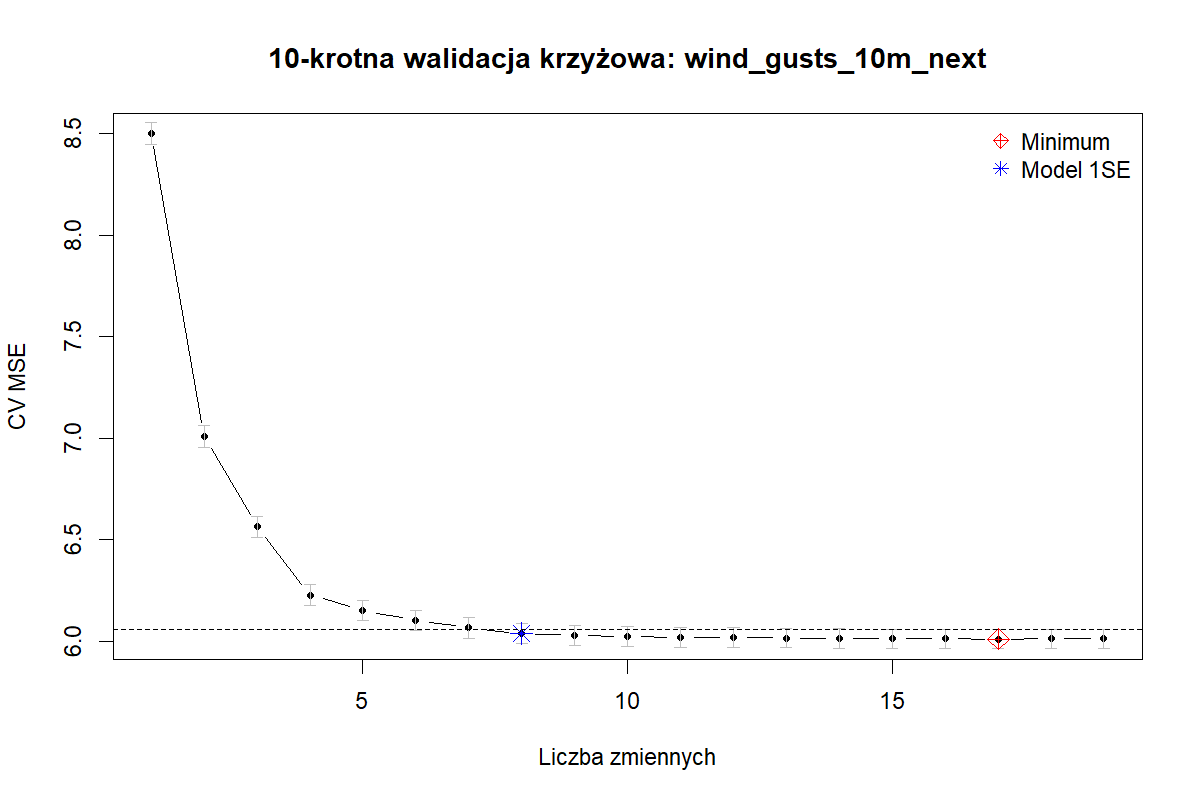 10-krotna walidacja krzyżowa: wind_gusts_10m_next
Minimum
Model 1SE
CV MSE
8.5
8.0
7.5
7.0
6.5
6.0
5
10
15
Liczba zmiennych